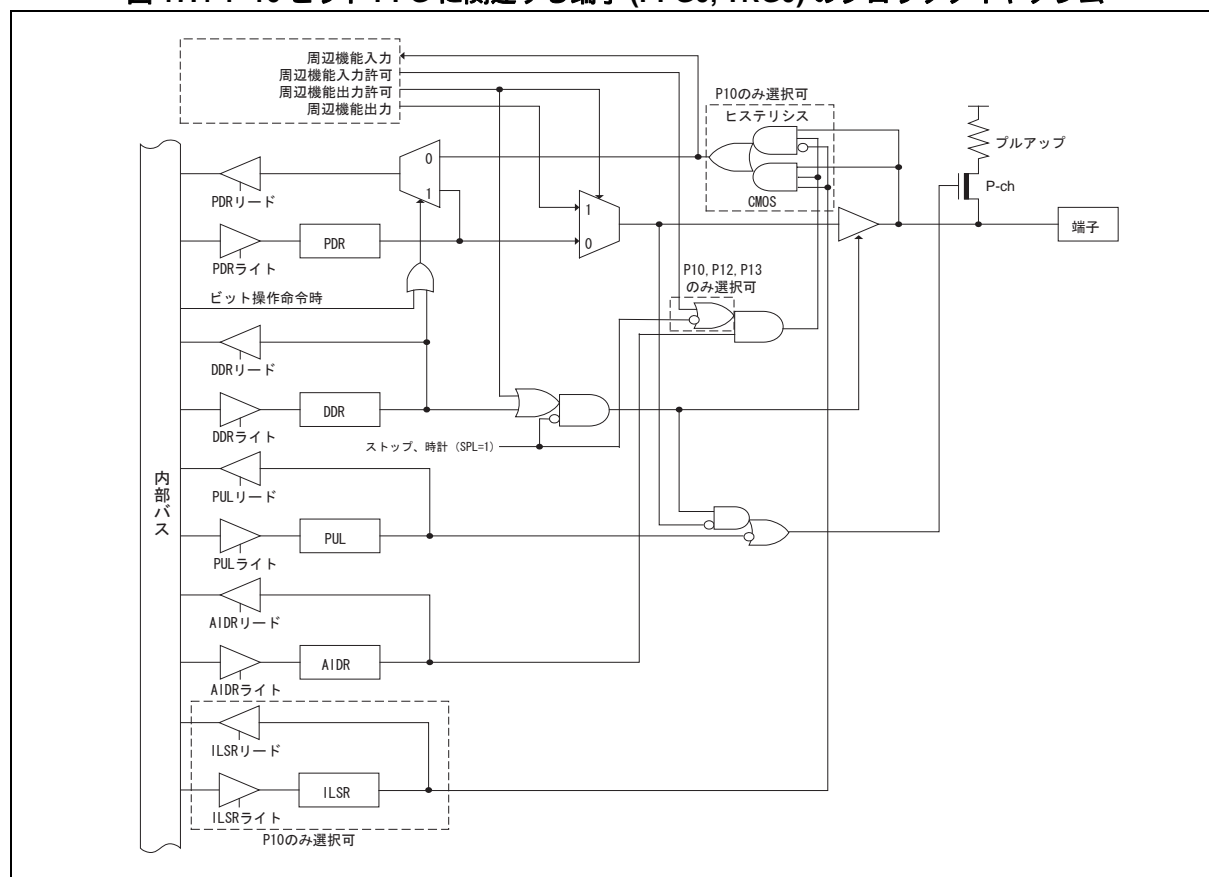 周辺機能入力
周辺機能入力許可
周辺機能出力許可
周辺機能出力
P10のみ選択可
ヒステリシス
プルアップ
0
P-ch
PDRリード
1
CMOS
1
端子
PDR
0
PDRライト
P10, P12, P13
のみ選択可
ビット操作命令時
DDRリード
DDR
DDRライト
ストップ、時計 (SPL=1)
内部バス
PULリード
PUL
PULライト
AIDRリード
AIDR
AIDRライト
ILSRリード
ILSR
ILSRライト
P10のみ選択可